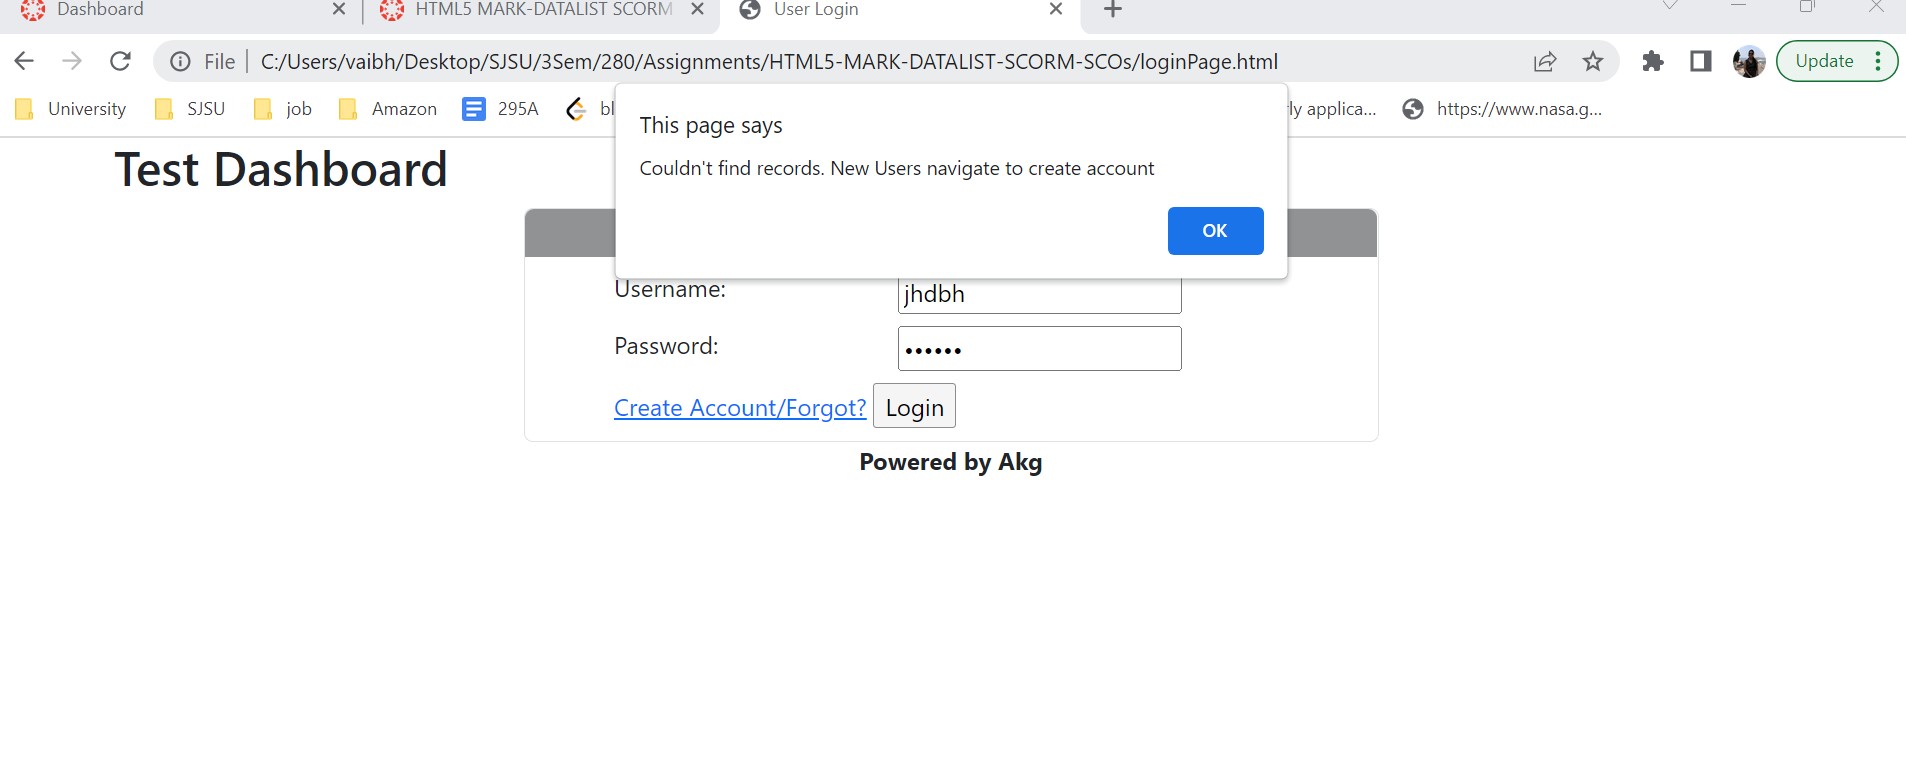 Dashboard
HTML5 MARK-DATALIST SCORM
User Login
File
C:/Users/vaibh/Desktop/SJSU/3Sem/280/Assignments/HTML5-MARK-DATALIST-SCORM-SCOs/loginPage.html
Update
University
SJSU
job
Amazon
295A
bl
ly applica...
https://www.nasa.g...
This page says
Couldn't find records. New Users navigate to create account
OK
Test Dashboard
Username:
jhdbh
Password:
••••••
Create Account/Forgot?
Login
Powered by Akg